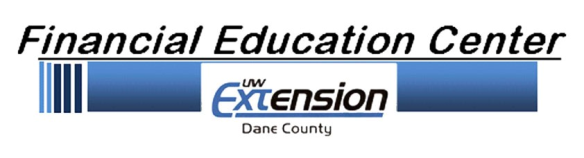 Financial Education Center
UW
Extension
Dane County